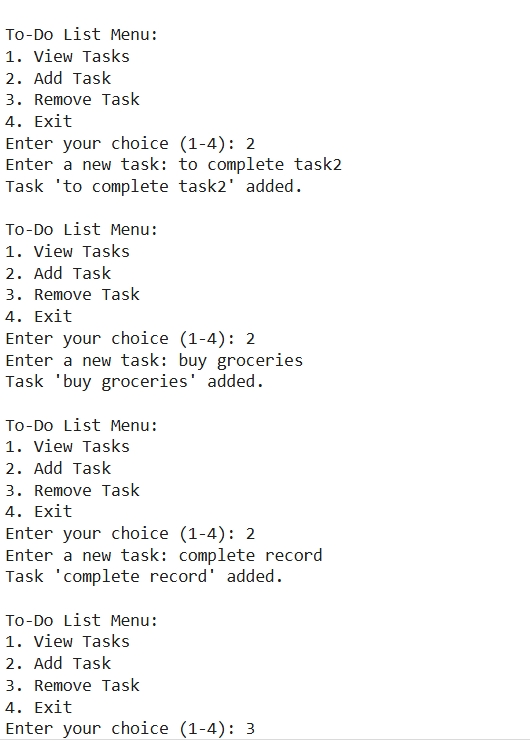 To-Do List Menu:
1. View Tasks
2. Add Task
3. Remove Task
4. Exit
Enter your choice (1-4): 2
Enter a new task: to complete task2
Task 'to complete task2' added.

To-Do List Menu:
1. View Tasks
2. Add Task
3. Remove Task
4. Exit
Enter your choice (1-4): 2
Enter a new task: buy groceries
Task 'buy groceries' added.

To-Do List Menu:
1. View Tasks
2. Add Task
3. Remove Task
4. Exit
Enter your choice (1-4): 2
Enter a new task: complete record
Task 'complete record' added.

To-Do List Menu:
1. View Tasks
2. Add Task
3. Remove Task
4. Exit
Enter your choice (1-4): 3